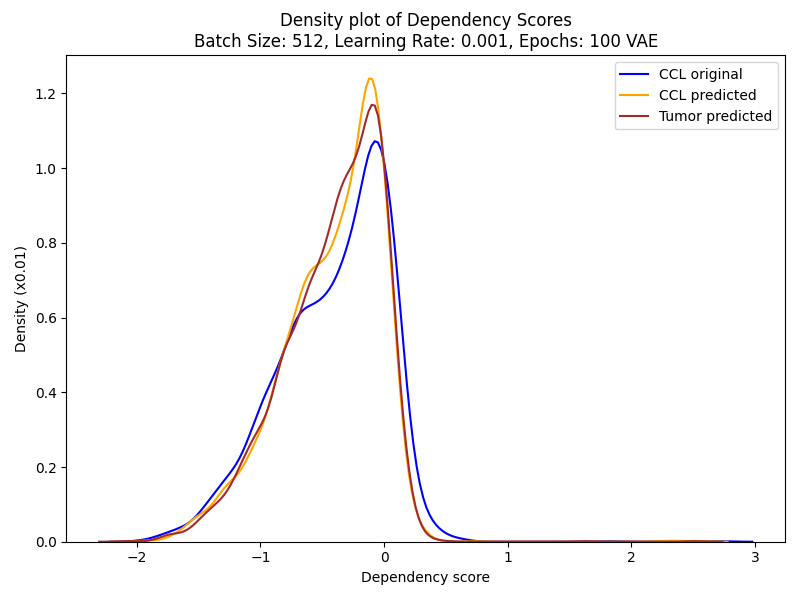 Density plot of Dependency Scores
Batch Size: 512, Learning Rate: 0.001, Epochs: 100 VAE
CCL original
CCL predicted
Tumor predicted
Density (x0.01)
1.2
1.0
0.8
0.6
0.4
0.2
0.0
−2
−1
0
1
2
3
Dependency score